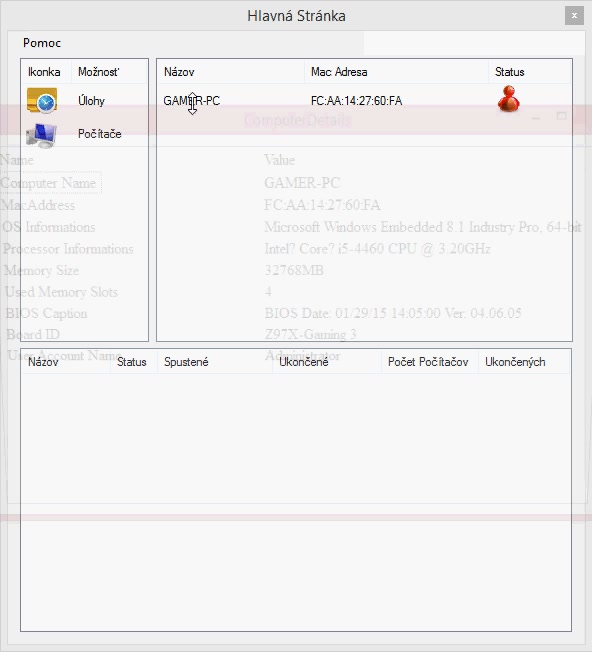 Hlavná Stránka
Pomoc
Ikonka Možnosť
Názov Mac Adresa Status
Úlohy
GAMER-PC FC:AA:14:27:60:FA
Počítače
ComputerDetails
Name Value
Computer Name GAMER-PC
MacAddress FC:AA:14:27:60:FA
OS Informations Microsoft Windows Embedded 8.1 Industry Pro, 64-bit
Processor Informations Intel? Core? i5-4460 CPU @ 3.20GHz
Memory Size 32768MB
Used Memory Slots 4
BIOS Caption BIOS Date: 01/29/15 14:05:00 Ver: 04.06.05
Board ID Z97X-Gaming 3
User Account Name Administrator
Názov Status Spustené Ukončené Počet Počítačov Ukončených